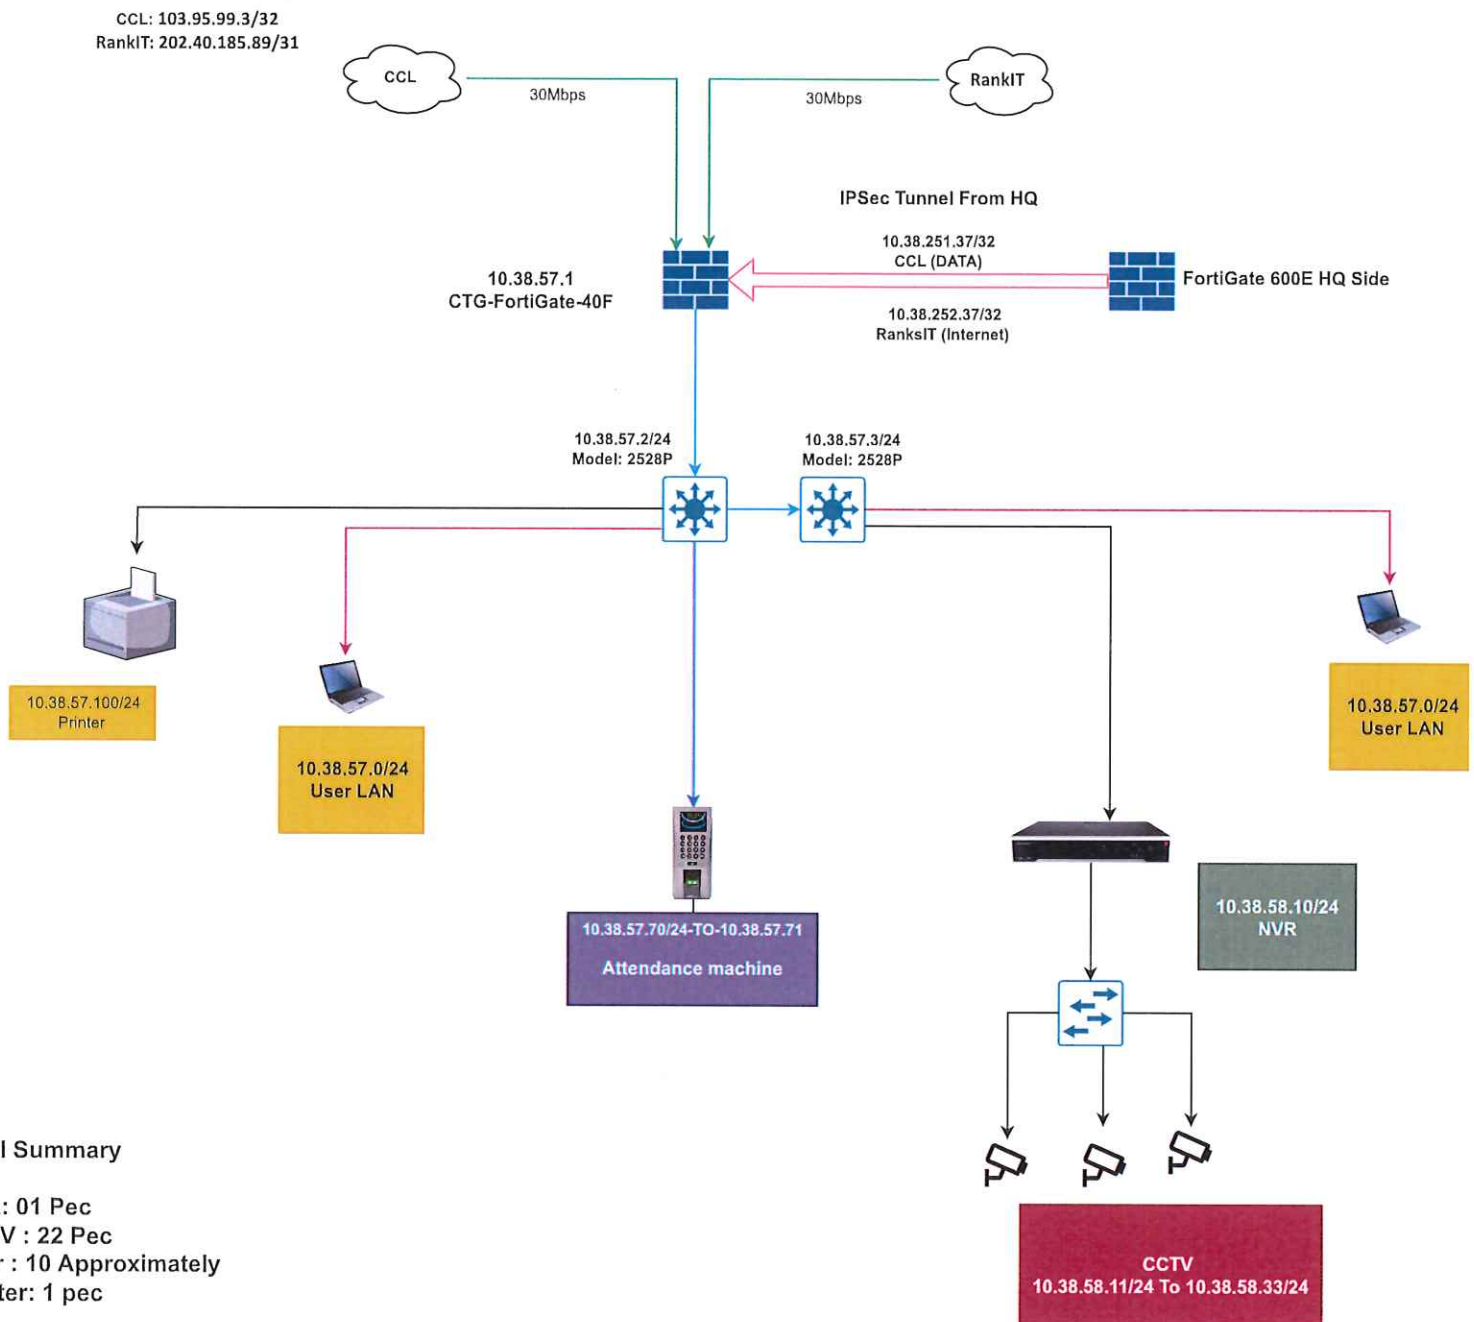 CCL: 103.95.99.3/32
RankIT: 202.40.185.89/31
CCL
30Mbps
30Mbps
RankIT
IPSec Tunnel From HQ
10.38.251.37/32
CCL (DATA)
10.38.57.1
CTG-FortiGate-40F
FortiGate 600E HQ Side
10.38.252.37/32
RanksIT (Internet)
10.38.57.2/24
Model: 2528P
10.38.57.3/24
Model: 2528P
10.38.57.100/24
Printer
10.38.57.0/24
User LAN
10.38.57.0/24
User LAN
10.38.57.70/24-TO-10.38.57.71
Attendance machine
10.38.58.10/24
NVR
l Summary
: 01 Pec
V : 22 Pec
r : 10 Approximately
ter: 1 pec
CCTV
10.38.58.11/24 To 10.38.58.33/24